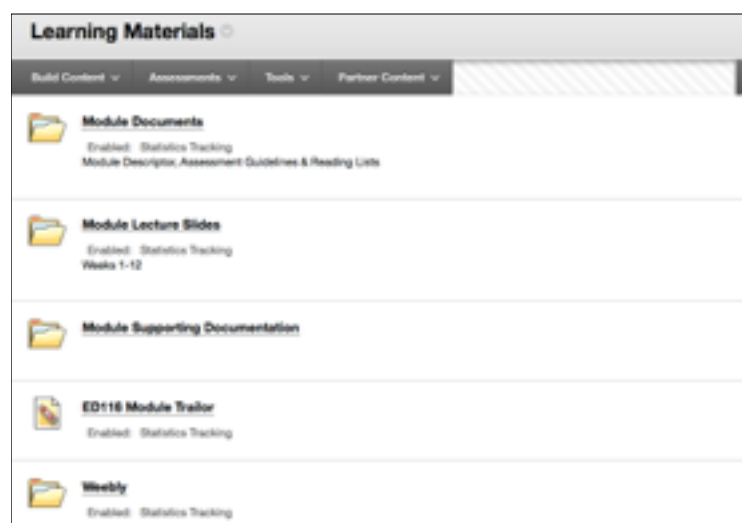 Learning Materials
Build Content Assessments Tools Partner Content
Module Documents
Enabled: Statistics Tracking
Module Descriptor, Assessment Guidelines & Reading Lists
Module Lecture Slides
Enabled: Statistics Tracking
Weeks 1-12
Module Supporting Documentation
ED116 Module Trailor
Enabled: Statistics Tracking
Weebly
Enabled: Statistics Tracking